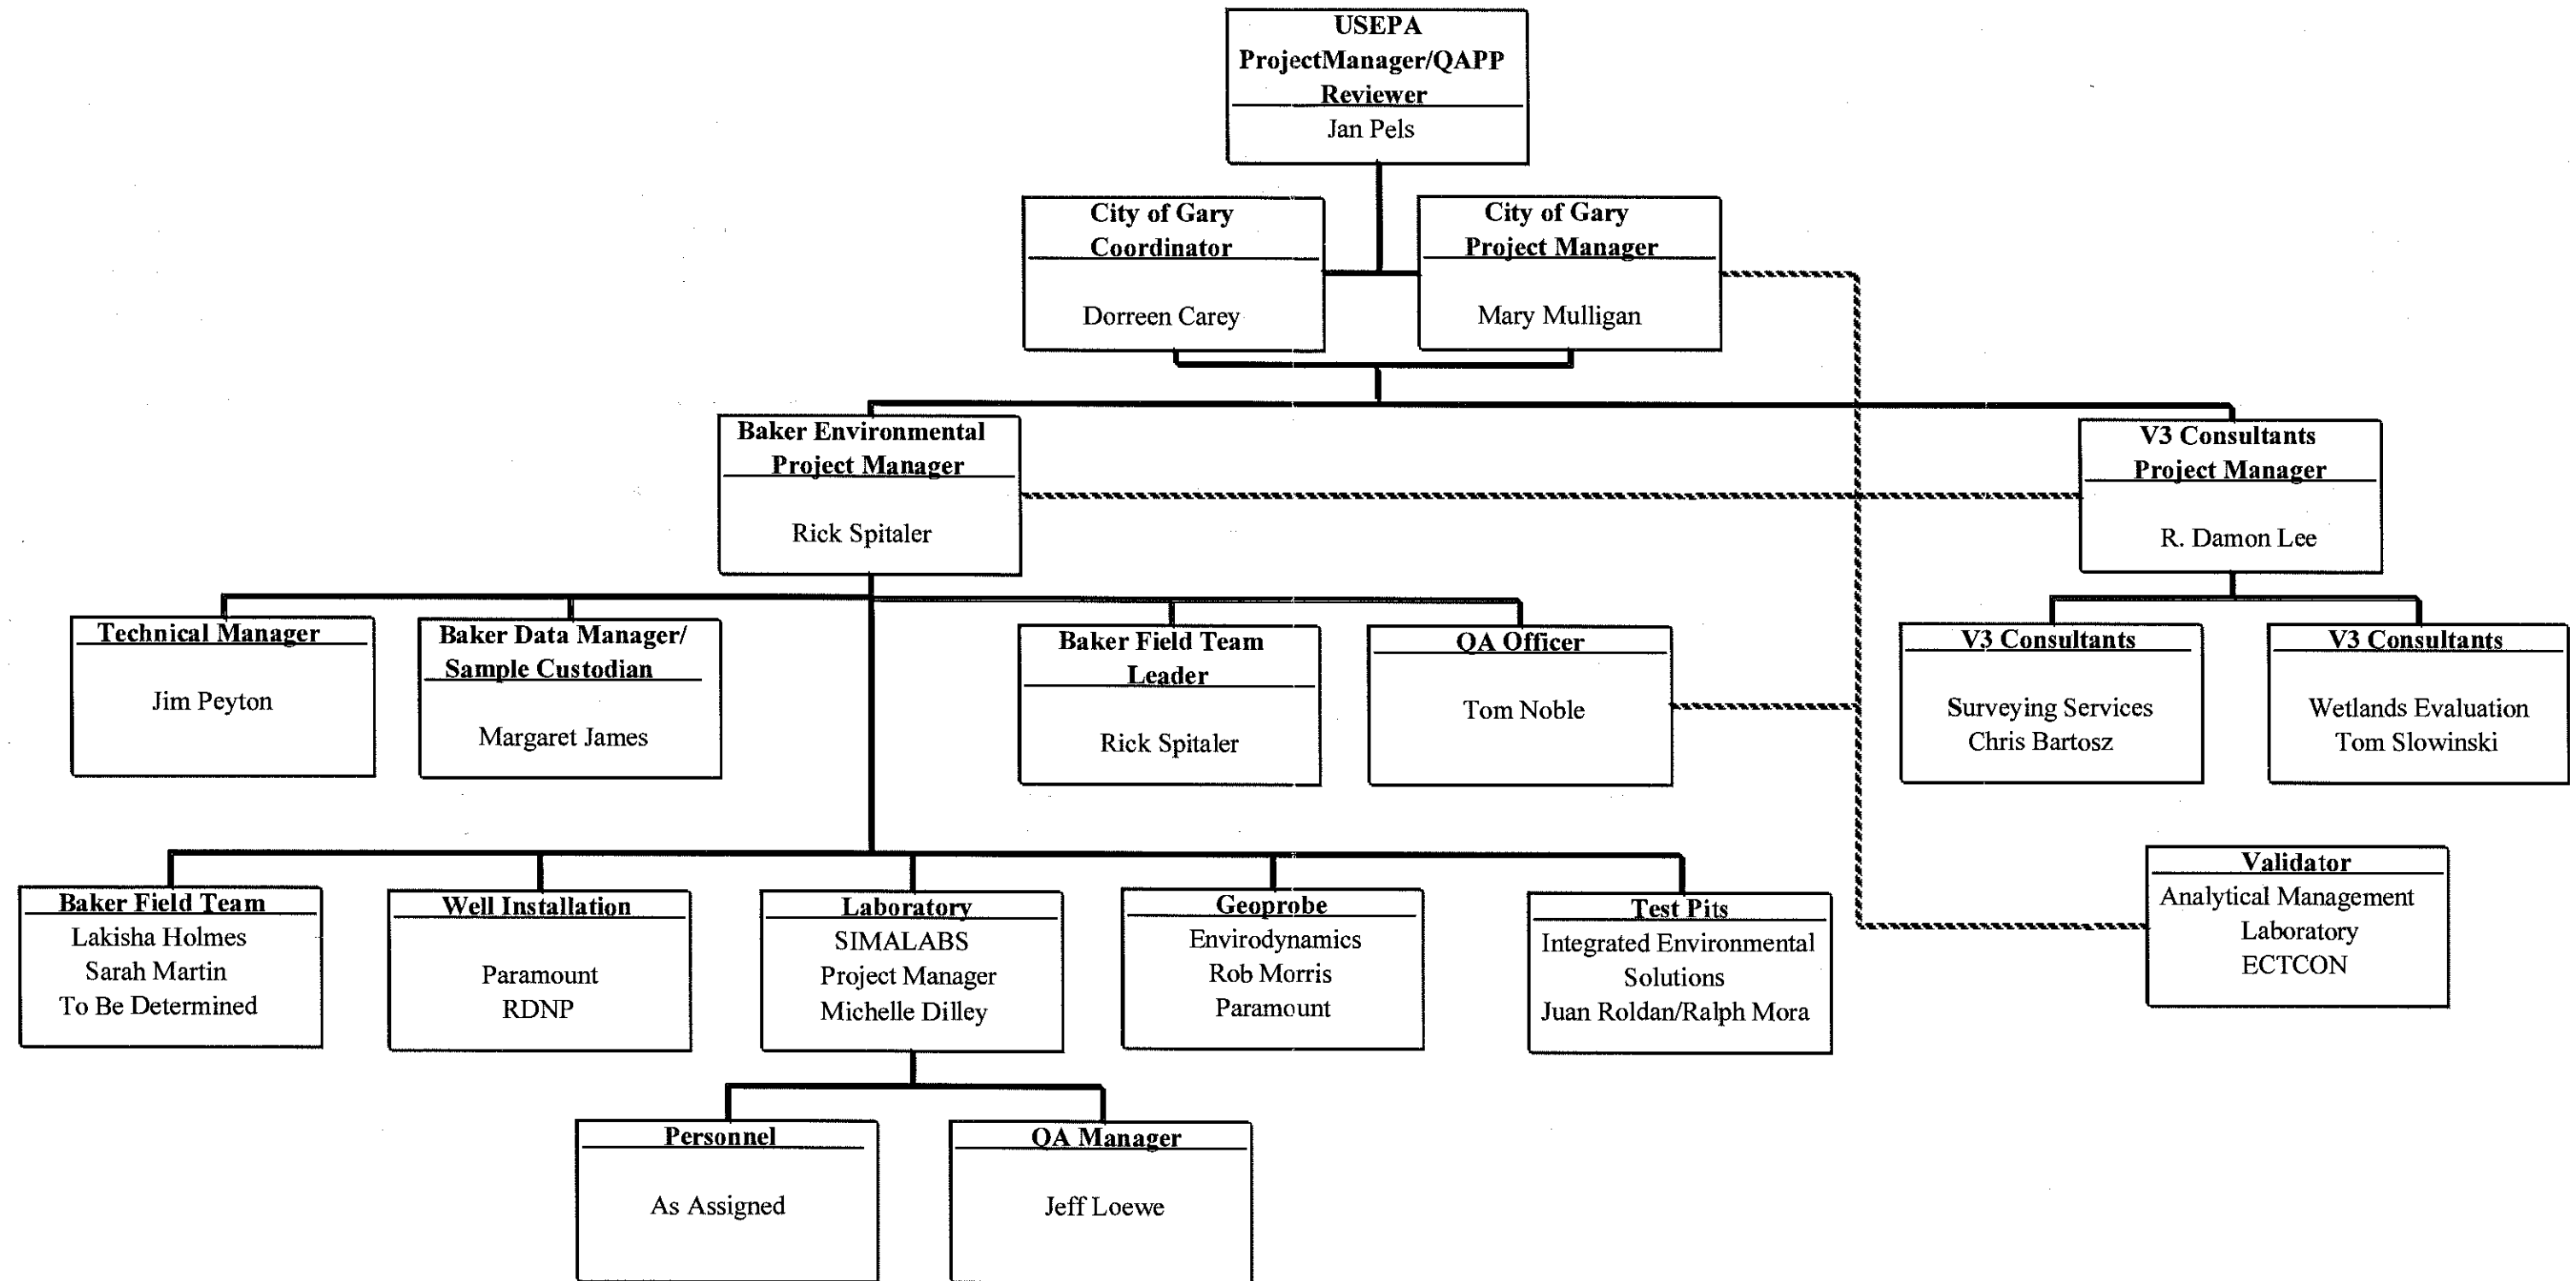 USEPA
ProjectManager/QAPP
Reviewer
Jan Pels
City of Gary
Coordinator
Dorreen Carey
City of Gary
Project Manager
Mary Mulligan
Baker Environmental
Project Manager
Rick Spitaler
V3 Consultants
Project Manager
R. Damon Lee
Technical Manager
Jim Peyton
Baker Data Manager/
Sample Custodian
Margaret James
Baker Field Team
Leader
Rick Spitaler
QA Officer
Tom Noble
V3 Consultants
Surveying Services
Chris Bartosz
V3 Consultants
Wetlands Evaluation
Tom Slowinski
Baker Field Team
Lakisha Holmes
Sarah Martin
To Be Determined
Well Installation
Paramount
RDNP
Laboratory
SIMALABS
Project Manager
Michelle Dilley
Geoprobe
Envirodynamics
Rob Morris
Paramount
Test Pits
Integrated Environmental
Solutions
Juan Roldan/Ralph Mora
Validator
Analytical Management
Laboratory
ECTCON
Personnel
As Assigned
QA Manager
Jeff Loewe